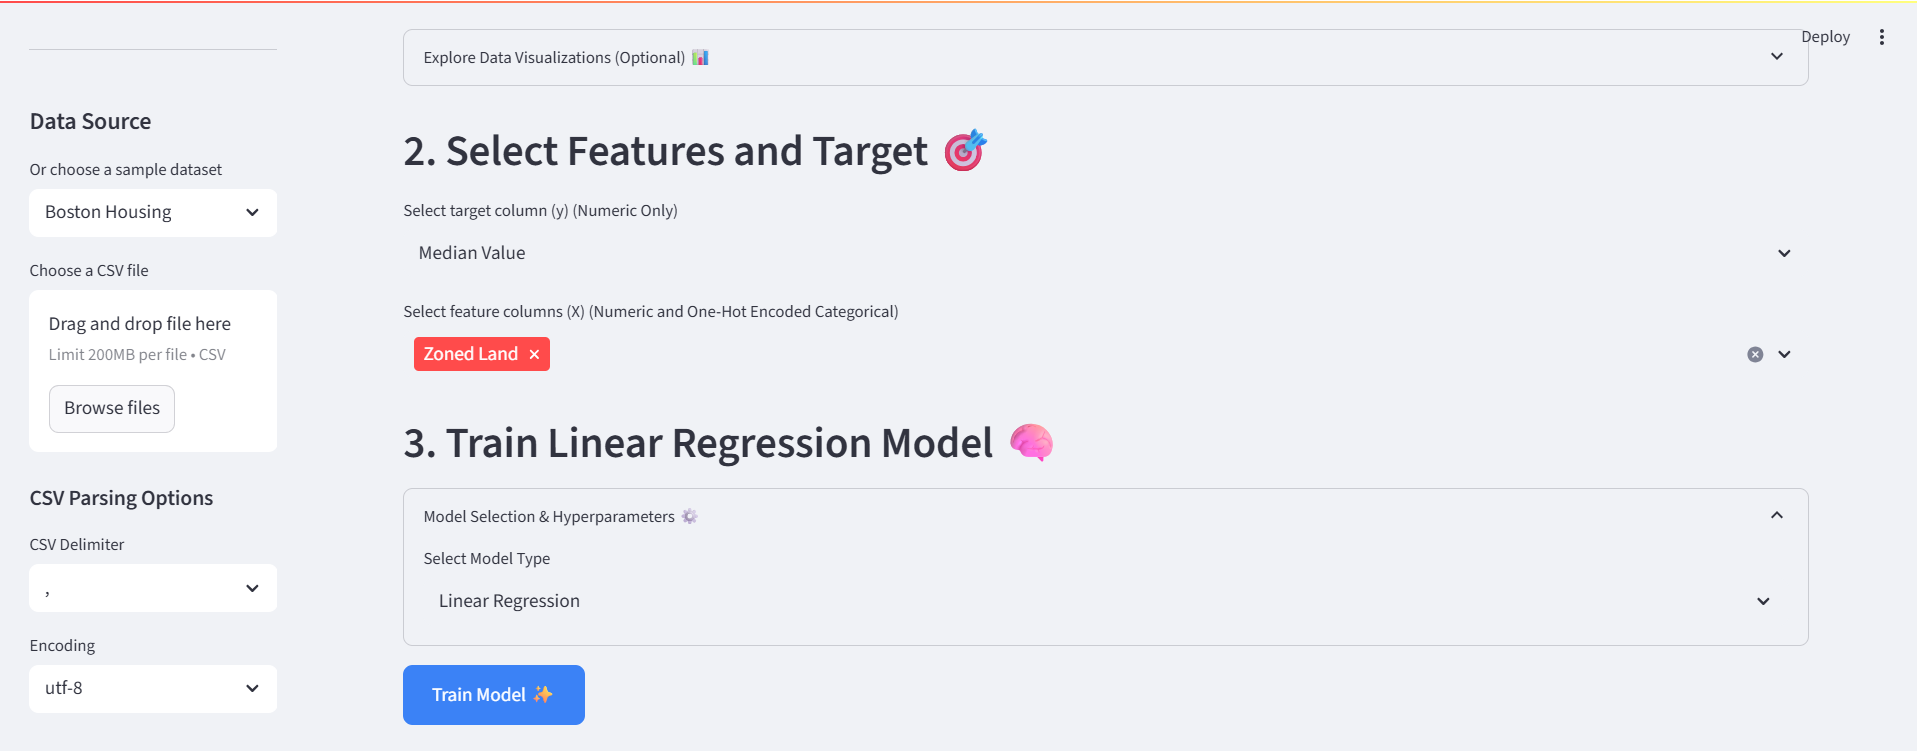 Deploy
Data Source
Or choose a sample dataset
Boston Housing
Choose a CSV file
Drag and drop file here
Limit 200MB per file • CSV
Browse files
CSV Parsing Options
CSV Delimiter
,
Encoding
utf-8
Explore Data Visualizations (Optional) 📊
2. Select Features and Target 🎯
Select target column (y) (Numeric Only)
Median Value
Select feature columns (X) (Numeric and One-Hot Encoded Categorical)
Zoned Land
3. Train Linear Regression Model 🧠
Model Selection & Hyperparameters ⚙️
Select Model Type
Linear Regression
Train Model ✨